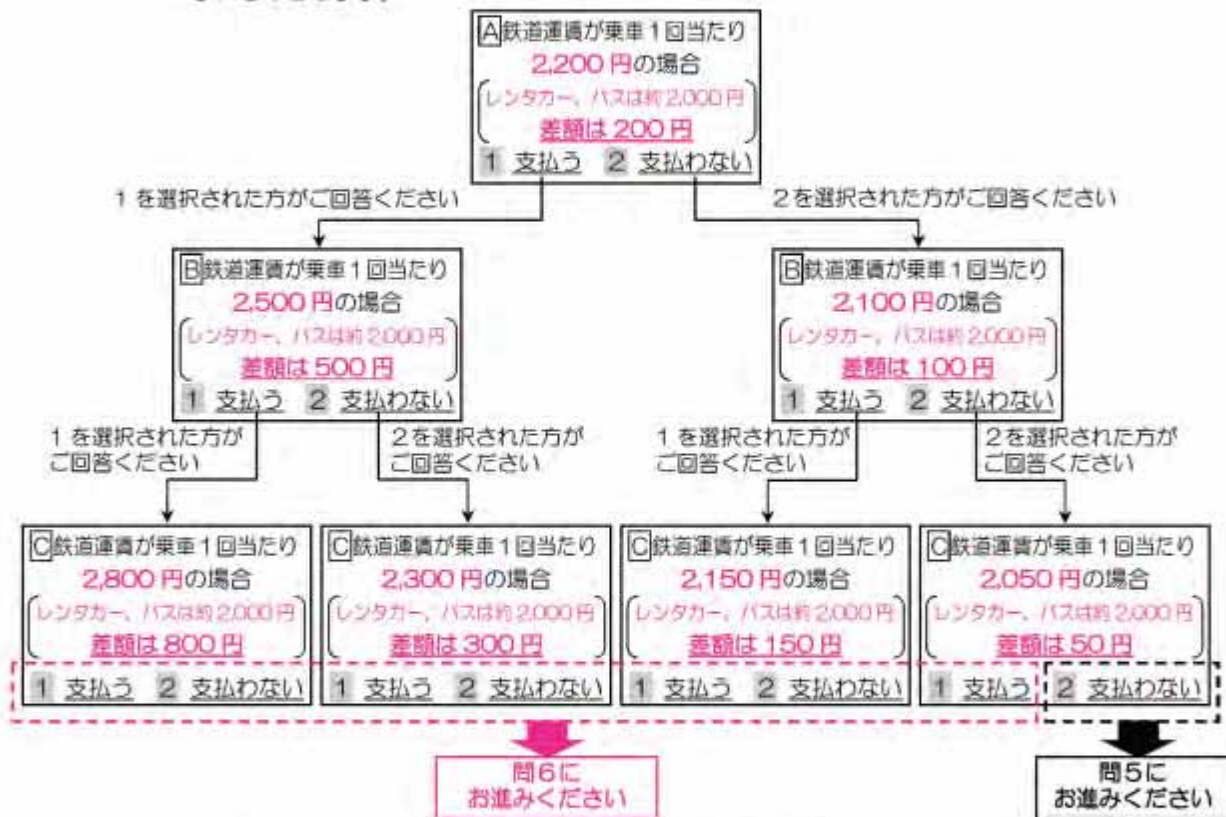 A鉄道運賃が乗車1回当たり
2,200円の場合
レンタカー、バスは約2,000円
差額は200円
1 支払う 2 支払わない
1を選択された方がご回答ください
2を選択された方がご回答ください
B鉄道運賃が乗車1回当たり
2,500円の場合
レンタカー、バスは約2,000円
差額は500円
1 支払う 2 支払わない
B鉄道運賃が乗車1回当たり
2,100円の場合
レンタカー、バスは約2,000円
差額は100円
1 支払う 2 支払わない
1を選択された方が
ご回答ください
2を選択された方が
ご回答ください
1を選択された方が
ご回答ください
2を選択された方が
ご回答ください
C鉄道運賃が乗車1回当たり
2,800円の場合
レンタカー、バスは約2,000円
差額は800円
1 支払う 2 支払わない
C鉄道運賃が乗車1回当たり
2,300円の場合
レンタカー、バスは約2,000円
差額は300円
1 支払う 2 支払わない
C鉄道運賃が乗車1回当たり
2,150円の場合
レンタカー、バスは約2,000円
差額は150円
1 支払う 2 支払わない
C鉄道運賃が乗車1回当たり
2,050円の場合
レンタカー、バスは約2,000円
差額は50円
1 支払う 2 支払わない
問6に
お進みください
問5に
お進みください